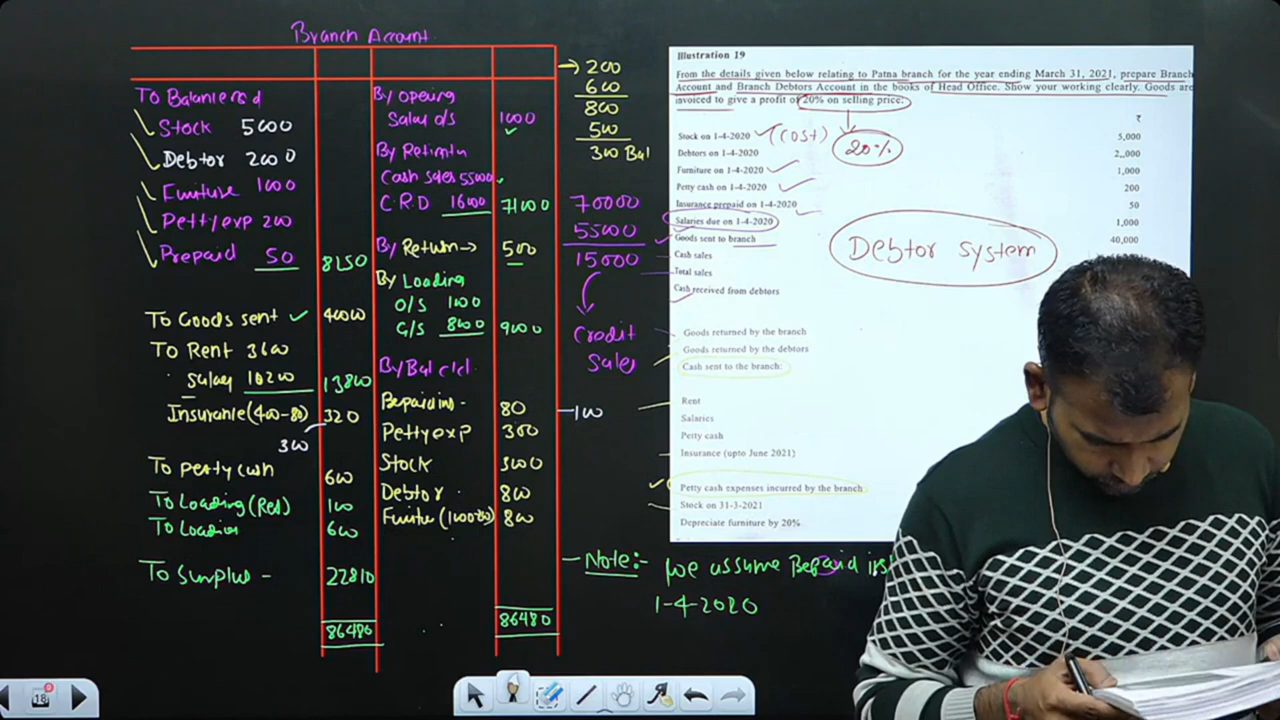 Branch Account
To Balance b d
Stock 5000
Debtor 2000
Funiture 1000
Petty exp 200
Prepaid 50 8250
To Goods sent 40000
To Rent 3600
Salary 10200 13800
Insurance (400-80) 320
300
To petty cash 600
To Loading (Ret) 100
To Loadin 600
To Surplus - 22810
86480
By Opeing
Salary o/s 1000
By Remittn
Cash sales 55000
C.R.D 16000 71000
By Return→ 500
By Loading
O/S 1000
G/S 8000 9000
By Bal c/d.
Prepaid ins - 80 -100
Petty exp 300
Stock 3000
Debtor 800
Funitue (1000-200) 800
86480
→ 200
600
800
500
300 Bal
70000
55000
15000
Credit
Sales
Illustration 19
From the details given below relating to Patna branch for the year ending March 31, 2021, prepare Branch
Account and Branch Debtors Account in the books of Head Office. Show your working clearly. Goods are
invoiced to give a profit of 20% on selling price:
₹
Stock on 1-4-2020 (Cost) 20% 5,000
Debtors on 1-4-2020 2,000
Furniture on 1-4-2020 1,000
Petty cash on 1-4-2020 200
Insurance prepaid on 1-4-2020 50
Salaries due on 1-4-2020 1,000
Goods sent to branch 40,000
Cash sales
Total sales
Cash received from debtors
Debtor system
Goods returned by the branch
Goods returned by the debtors
Cash sent to the branch:
Rent
Salaries
Petty cash
Insurance (upto June 2021)
Petty cash expenses incurred by the branch
Stock on 31-3-2021
Depreciate furniture by 20%
- Note:- we assume Prepaid ins
1-4-2020
18